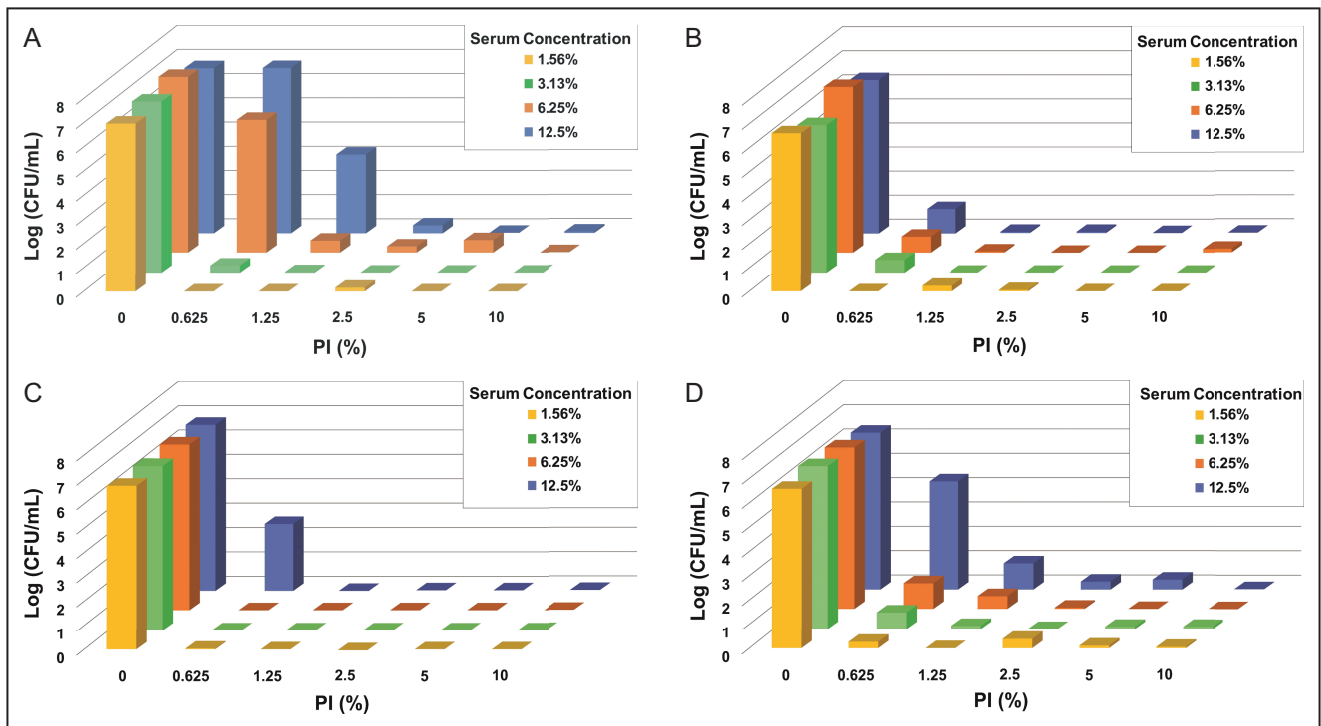 A
Serum Concentration
1.56%
3.13%
6.25%
12.5%
Log (CFU/mL)
8
7
6
5
4
3
2
1
0
0 0.625 1.25 2.5 5 10
PI (%)
B
Serum Concentration
1.56%
3.13%
6.25%
12.5%
Log (CFU/mL)
8
7
6
5
4
3
2
1
0
0 0.625 1.25 2.5 5 10
PI (%)
C
Serum Concentration
1.56%
3.13%
6.25%
12.5%
Log (CFU/mL)
8
7
6
5
4
3
2
1
0
0 0.625 1.25 2.5 5 10
PI (%)
D
Serum Concentration
1.56%
3.13%
6.25%
12.5%
Log (CFU/mL)
8
7
6
5
4
3
2
1
0
0 0.625 1.25 2.5 5 10
PI (%)